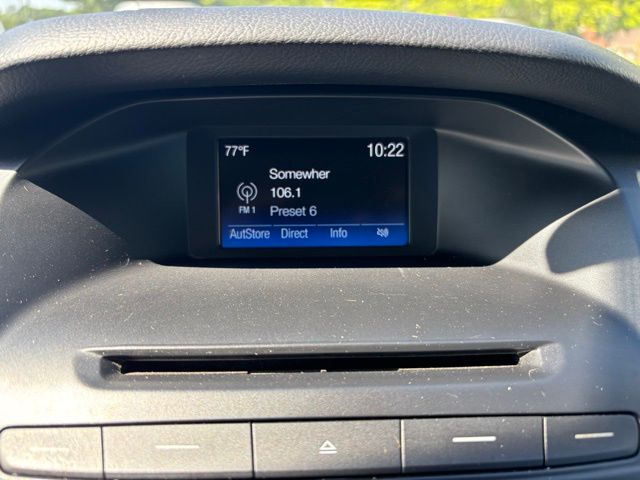 77°F 10:22
Somewher
106.1
FM 1 Preset 6
AutStore Direct Info